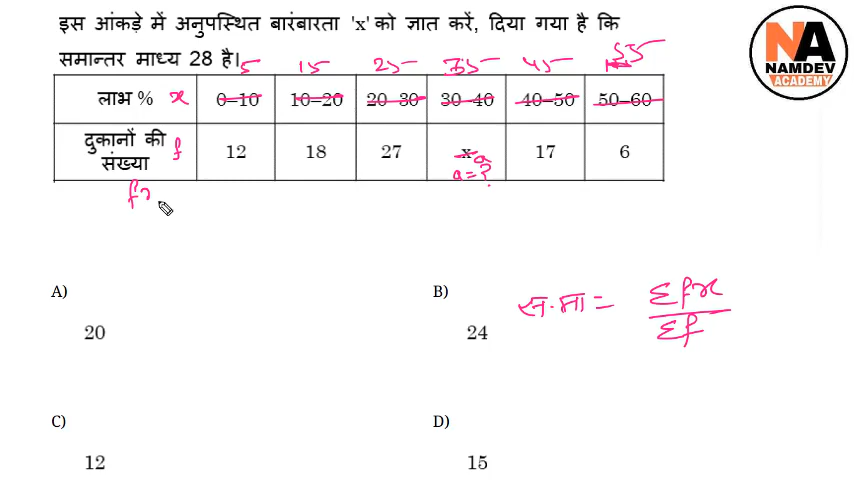 इस आंकड़े में अनुपस्थित बारंबारता 'x' को ज्ञात करें, दिया गया है कि
समान्तर माध्य 28 है।
NA
NAMDEV
ACADEMY
5 15 25 35 45 55
लाभ % x 0–10 10–20 20–30 30–40 40–50 50–60
दुकानों की
संख्या f 12 18 27 x a 17 6
a = ?
fx
A)
20
B)
24
स.मा = Σfx
Σf
C)
12
D)
15